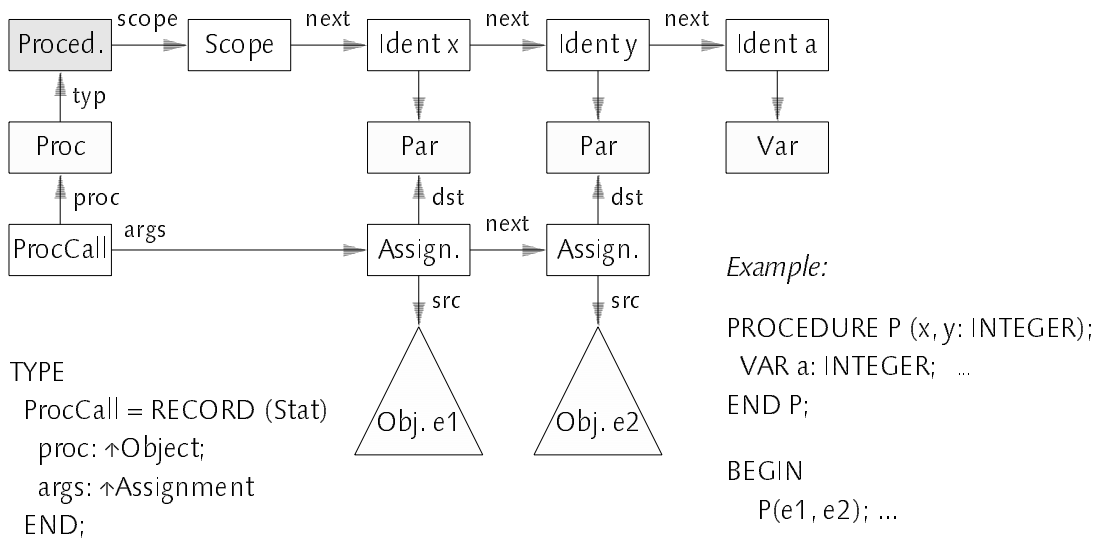 scope next next next
Proced. Scope Ident x Ident y Ident a
typ
Proc Par Par Var
proc dst dst
args next
ProcCall Assign. Assign.
Example:
src src
PROCEDURE P (x, y: INTEGER);
TYPE
VAR a: INTEGER; ...
ProcCall = RECORD (Stat)
Obj. e1 Obj. e2
END P;
proc: ↑Object;
args: ↑Assignment
BEGIN
END;
P(e1, e2); ...